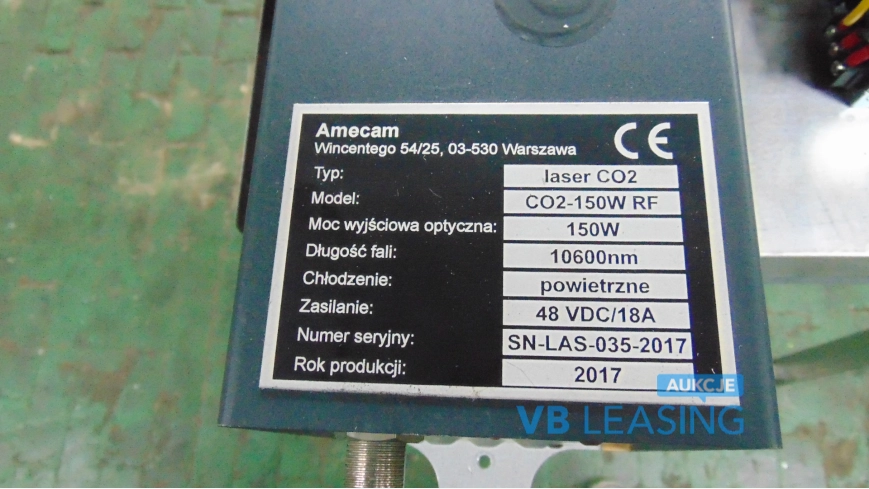 Amecam
Wincentego 54/25, 03-530 Warszawa
CE
Typ: laser CO2
Model: CO2-150W RF
Moc wyjściowa optyczna: 150W
Długość fali: 10600nm
Chłodzenie: powietrzne
Zasilanie: 48 VDC/18A
Numer seryjny: SN-LAS-035-2017
Rok produkcji: 2017
AUKCJE
VB LEASING